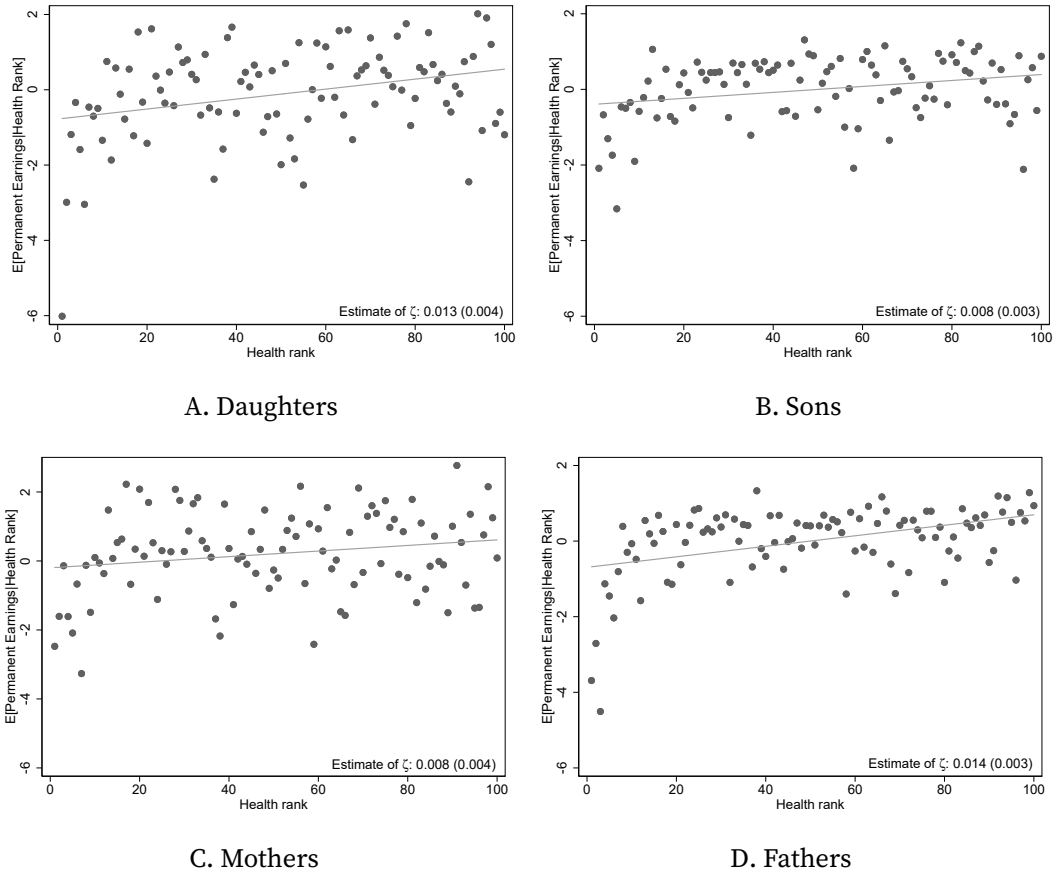 E[Permanent Earnings|Health Rank]
2
0
-2
-4
-6
Estimate of ζ: 0.013 (0.004)
0 20 40 60 80 100
Health rank
A. Daughters
E[Permanent Earnings|Health Rank]
2
0
-2
-4
-6
Estimate of ζ: 0.008 (0.003)
0 20 40 60 80 100
Health rank
B. Sons
E[Permanent Earnings|Health Rank]
2
0
-2
-4
-6
Estimate of ζ: 0.008 (0.004)
0 20 40 60 80 100
Health rank
C. Mothers
E[Permanent Earnings|Health Rank]
2
0
-2
-4
-6
Estimate of ζ: 0.014 (0.003)
0 20 40 60 80 100
Health rank
D. Fathers